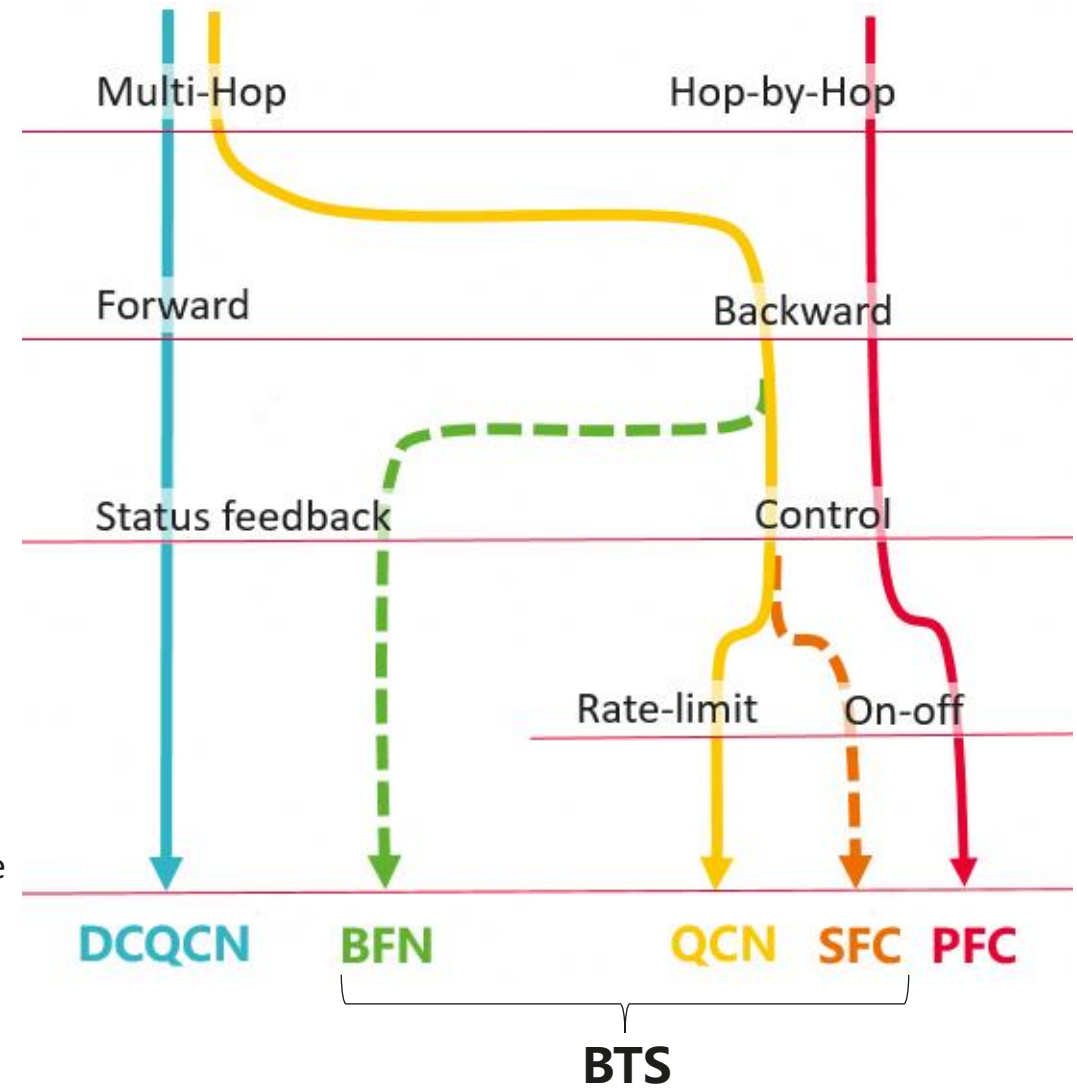 Multi-Hop
Hop-by-Hop
Forward
Backward
Status feedback
Control
Rate-limit
On-off
e
DCQCN
BFN
QCN
SFC
PFC
BTS